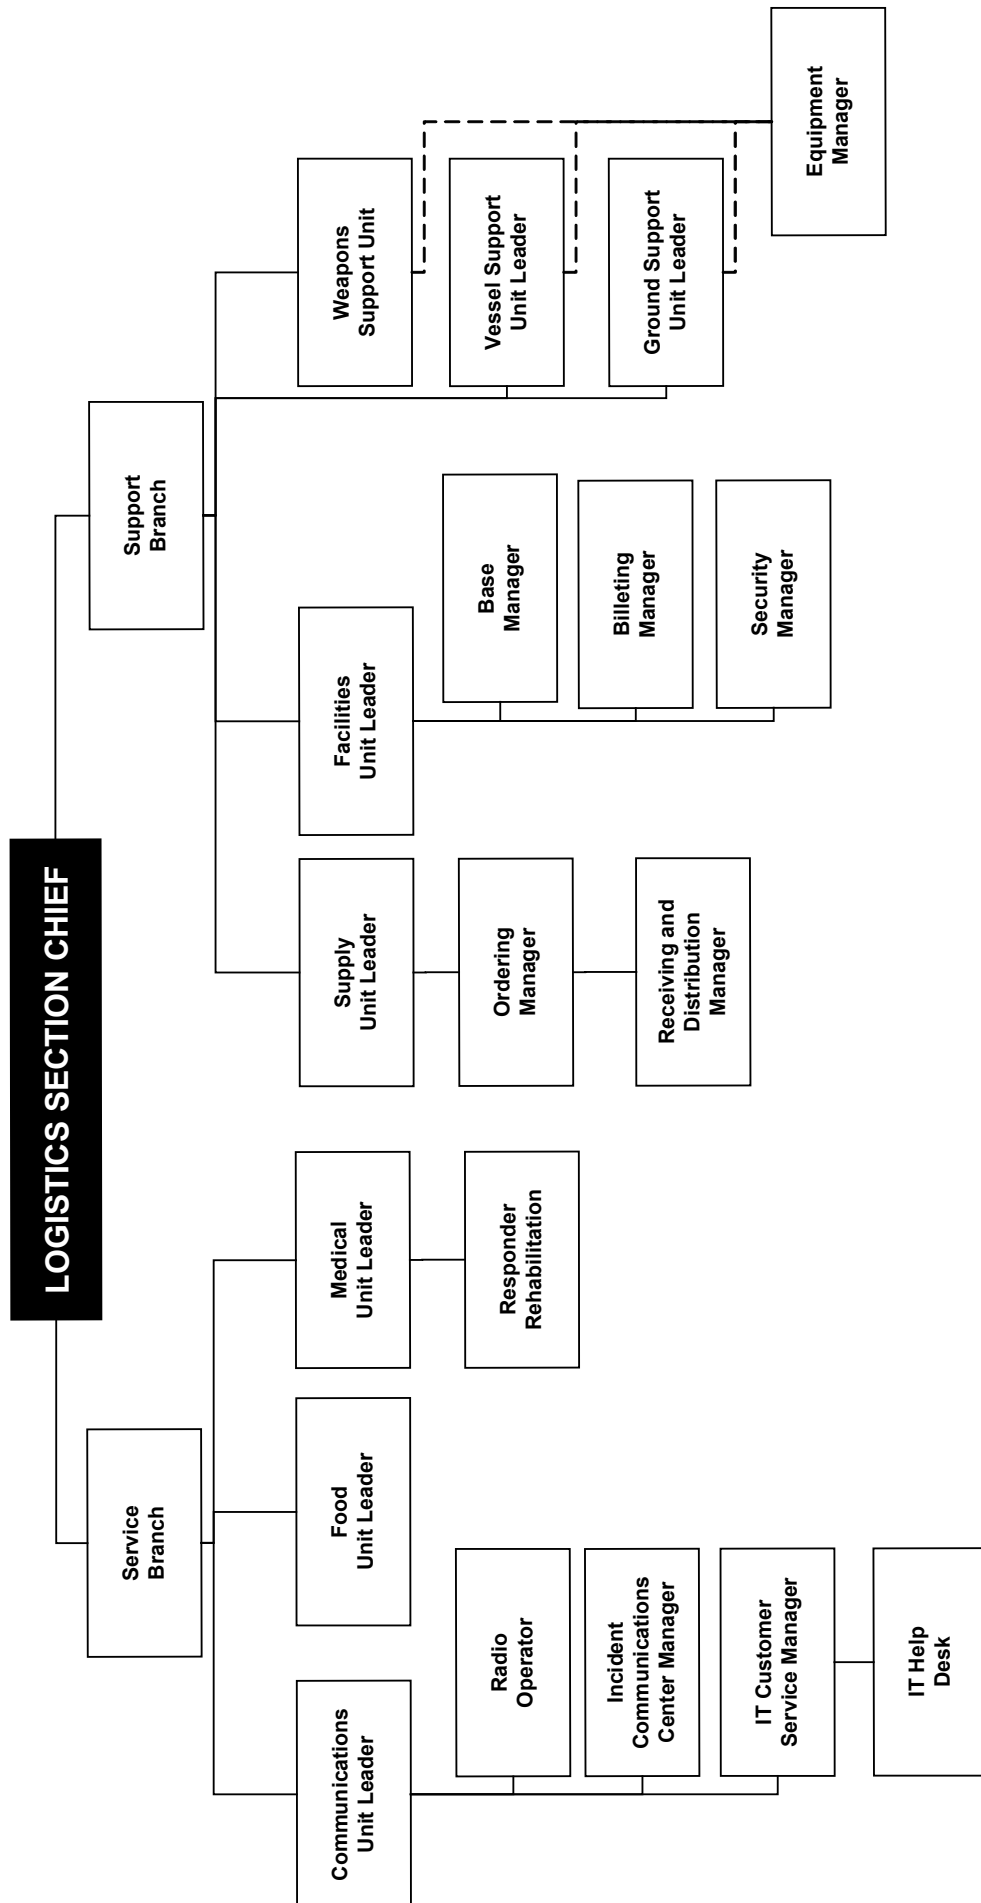 LOGISTICS SECTION CHIEF
Service
Branch
Support
Branch
Communications
Unit Leader
Food
Unit Leader
Medical
Unit Leader
Supply
Unit Leader
Facilities
Unit Leader
Weapons
Support Unit
Radio
Operator
Incident
Communications
Center Manager
IT Customer
Service Manager
IT Help
Desk
Responder
Rehabilitation
Ordering
Manager
Receiving and
Distribution
Manager
Base
Manager
Billeting
Manager
Security
Manager
Vessel Support
Unit Leader
Ground Support
Unit Leader
Equipment
Manager